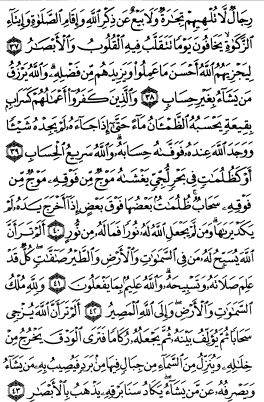 رِجَالٌ لَّا تُلْهِيهِمْ تِجَٰرَةٌ وَلَا بَيْعٌ عَن ذِكْرِ ٱللَّهِ وَإِقَامِ ٱلصَّلَوٰةِ وَإِيتَآءِ
ٱلزَّكَوٰةِ يَخَافُونَ يَوْمًا تَتَقَلَّبُ فِيهِ ٱلْقُلُوبُ وَٱلْأَبْصَٰرُ ٣٧
لِيَجْزِيَهُمُ ٱللَّهُ أَحْسَنَ مَا عَمِلُوا۟ وَيَزِيدَهُم مِّن فَضْلِهِۦ وَٱللَّهُ يَرْزُقُ
مَن يَشَآءُ بِغَيْرِ حِسَابٍ ٣٨ وَٱلَّذِينَ كَفَرُوٓا۟ أَعْمَٰلُهُمْ كَسَرَابٍۭ
بِقِيعَةٍ يَحْسَبُهُ ٱلظَّمْـَٔانُ مَآءً حَتَّىٰٓ إِذَا جَآءَهُۥ لَمْ يَجِدْهُ شَيْـًٔا
وَوَجَدَ ٱللَّهَ عِندَهُۥ فَوَفَّىٰهُ حِسَابَهُۥ وَٱللَّهُ سَرِيعُ ٱلْحِسَابِ ٣٩
أَوْ كَظُلُمَٰتٍ فِى بَحْرٍ لُّجِّىٍّ يَغْشَىٰهُ مَوْجٌ مِّن فَوْقِهِۦ مَوْجٌ مِّن
فَوْقِهِۦ سَحَابٌ ظُلُمَٰتٌۢ بَعْضُهَا فَوْقَ بَعْضٍ إِذَآ أَخْرَجَ يَدَهُۥ لَمْ
يَكَدْ يَرَىٰهَا وَمَن لَّمْ يَجْعَلِ ٱللَّهُ لَهُۥ نُورًا فَمَا لَهُۥ مِن نُّورٍ ٤٠ أَلَمْ تَرَ أَنَّ
ٱللَّهَ يُسَبِّحُ لَهُۥ مَن فِى ٱلسَّمَٰوَٰتِ وَٱلْأَرْضِ وَٱلطَّيْرُ صَٰٓفَّٰتٍ كُلٌّ قَدْ
عَلِمَ صَلَاتَهُۥ وَتَسْبِيحَهُۥ وَٱللَّهُ عَلِيمٌۢ بِمَا يَفْعَلُونَ ٤١ وَلِلَّهِ مُلْكُ
ٱلسَّمَٰوَٰتِ وَٱلْأَرْضِ وَإِلَى ٱللَّهِ ٱلْمَصِيرُ ٤٢ أَلَمْ تَرَ أَنَّ ٱللَّهَ يُزْجِى
سَحَابًا ثُمَّ يُؤَلِّفُ بَيْنَهُۥ ثُمَّ يَجْعَلُهُۥ رُكَامًا فَتَرَى ٱلْوَدْقَ يَخْرُجُ مِنْ
خِلَٰلِهِۦ وَيُنَزِّلُ مِنَ ٱلسَّمَآءِ مِن جِبَالٍ فِيهَا مِنۢ بَرَدٍ فَيُصِيبُ بِهِۦ مَن يَشَآءُ
وَيَصْرِفُهُۥ عَن مَّن يَشَآءُ يَكَادُ سَنَا بَرْقِهِۦ يَذْهَبُ بِٱلْأَبْصَٰرِ ٤٣